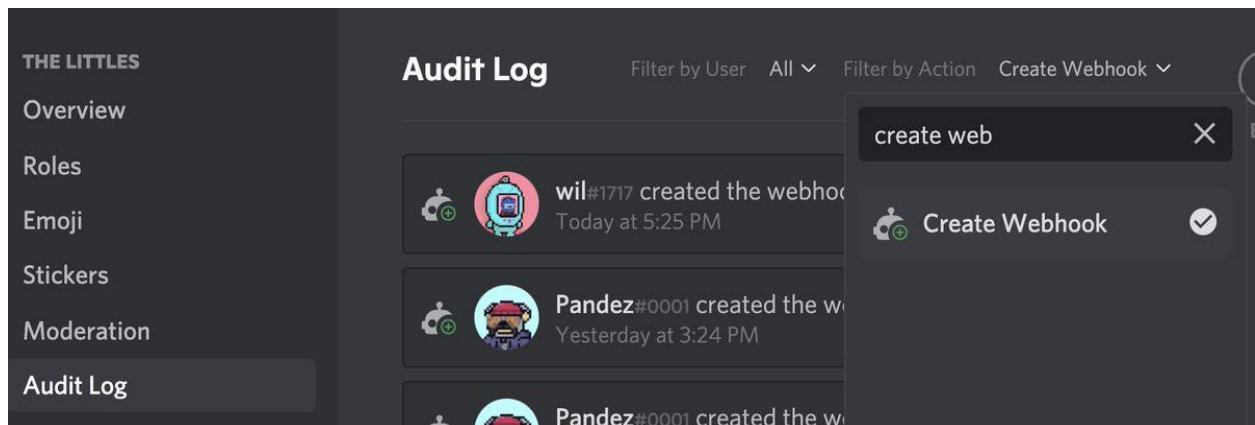 THE LITTLES
Overview
Roles
Emoji
Stickers
Moderation
Audit Log
Audit Log
Filter by User All Filter by Action Create Webhook
create web
Create Webhook
wil#1717 created the webhoo
Today at 5:25 PM
Pandez#0001 created the w
Yesterday at 3:24 PM
Pandez#0001 created the w